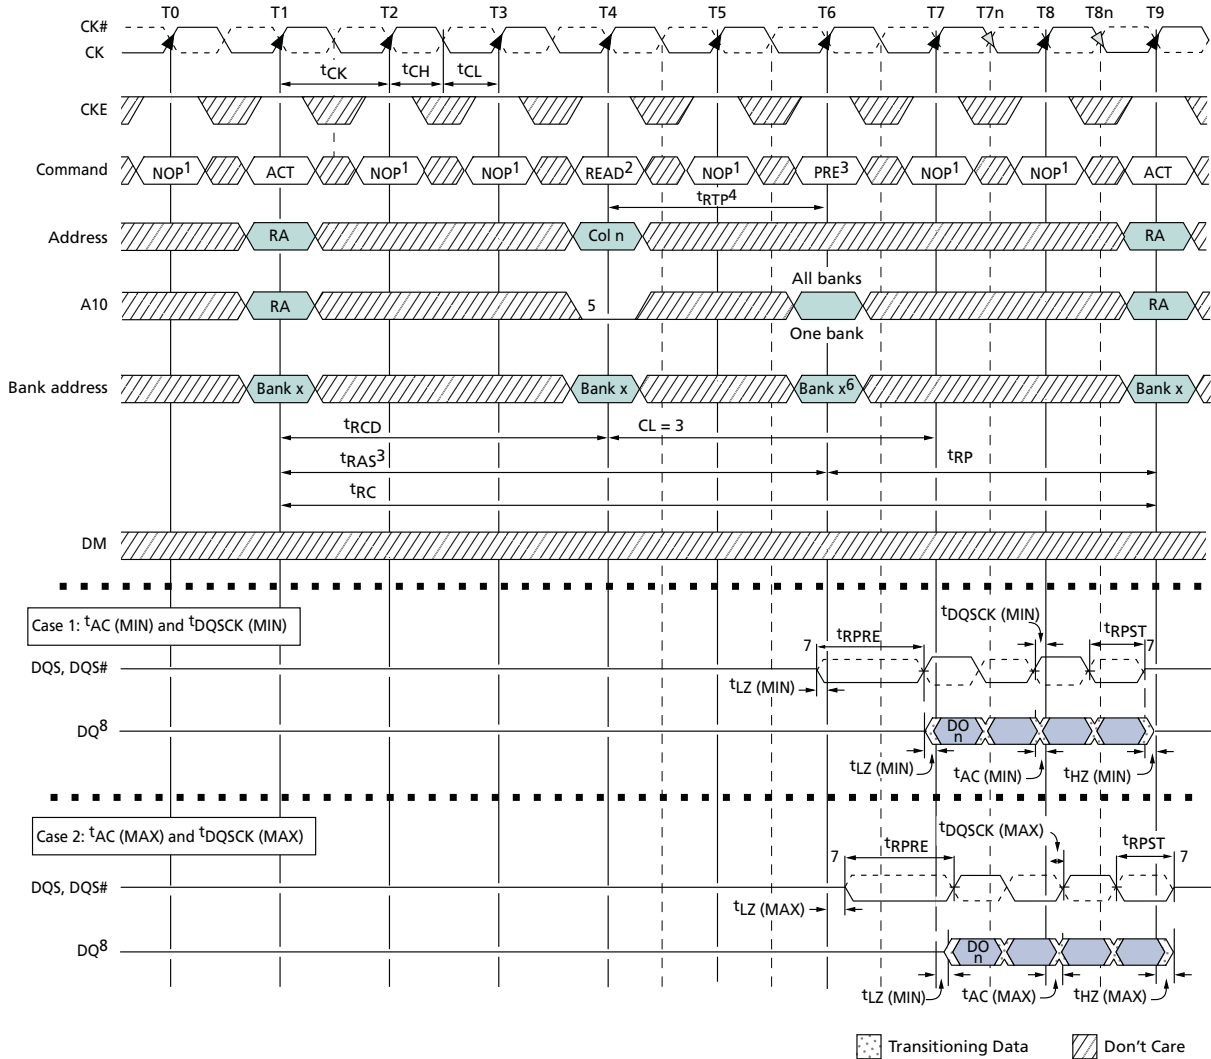 T0 T1 T2 T3 T4 T5 T6 T7 T7n T8 T8n T9
CK#
CK
tCK tCH tCL
CKE
Command NOP1 ACT NOP1 NOP1 READ2 NOP1 PRE3 NOP1 NOP1 ACT
tRTP4
Address RA Col n RA
All banks
A10 RA 5 RA
One bank
Bank address Bank x Bank x Bank x6 Bank x
tRCD CL = 3
tRAS3 tRP
tRC
DM
Case 1: tAC (MIN) and tDQSCK (MIN)
tDQSCK (MIN)
7 tRPRE tRPST 7
DQS, DQS#
tLZ (MIN)
DQ8 DO
n
tLZ (MIN) tAC (MIN) tHZ (MIN)
Case 2: tAC (MAX) and tDQSCK (MAX)
tDQSCK (MAX)
7 tRPRE tRPST 7
DQS, DQS#
tLZ (MAX)
DQ8 DO
n
tLZ (MIN) tAC (MAX) tHZ (MAX)
Transitioning Data Don't Care